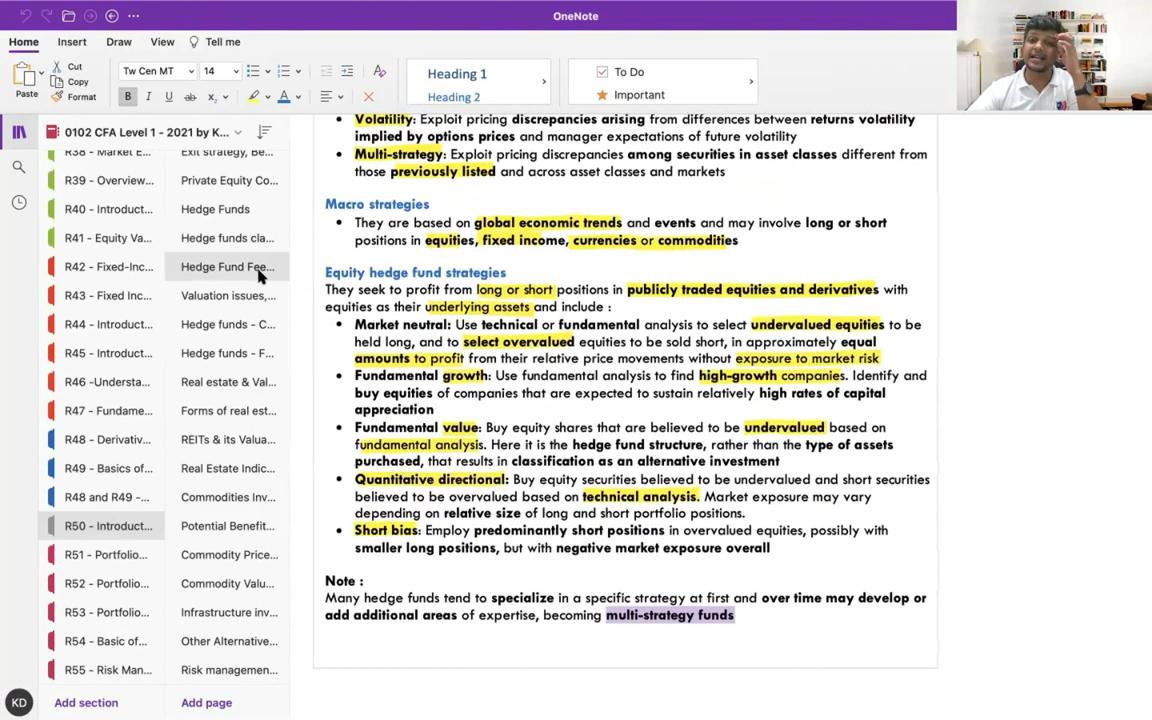 OneNote
Home Insert Draw View Tell me
Paste
Cut
Copy
Format
Tw Cen MT 14
B I U ab x
A
Heading 1
Heading 2
To Do
Important
0102 CFA Level 1 - 2021 by K...
R38 - Market E...
R39 - Overview...
R40 - Introduct...
R41 - Equity Va...
R42 - Fixed-Inc...
R43 - Fixed Inc...
R44 - Introduct...
R45 - Introduct...
R46 -Understa...
R47 - Fundame...
R48 - Derivativ...
R49 - Basics of...
R48 and R49 -...
R50 - Introduct...
R51 - Portfolio...
R52 - Portfolio...
R53 - Portfolio...
R54 - Basic of...
R55 - Risk Man...
Add section
KD
Exit strategy, Be...
Private Equity Co...
Hedge Funds
Hedge funds cla...
Hedge Fund Fee...
Valuation issues,...
Hedge funds - C...
Hedge funds - F...
Real estate & Val...
Forms of real est...
REITs & its Valua...
Real Estate Indic...
Commodities Inv...
Potential Benefit...
Commodity Price...
Commodity Valu...
Infrastructure inv...
Other Alternative...
Risk managemen...
Add page
• Volatility: Exploit pricing discrepancies arising from differences between returns volatility
implied by options prices and manager expectations of future volatility
• Multi-strategy: Exploit pricing discrepancies among securities in asset classes different from
those previously listed and across asset classes and markets
Macro strategies
• They are based on global economic trends and events and may involve long or short
positions in equities, fixed income, currencies or commodities
Equity hedge fund strategies
They seek to profit from long or short positions in publicly traded equities and derivatives with
equities as their underlying assets and include :
• Market neutral: Use technical or fundamental analysis to select undervalued equities to be
held long, and to select overvalued equities to be sold short, in approximately equal
amounts to profit from their relative price movements without exposure to market risk
• Fundamental growth: Use fundamental analysis to find high-growth companies. Identify and
buy equities of companies that are expected to sustain relatively high rates of capital
appreciation
• Fundamental value: Buy equity shares that are believed to be undervalued based on
fundamental analysis. Here it is the hedge fund structure, rather than the type of assets
purchased, that results in classification as an alternative investment
• Quantitative directional: Buy equity securities believed to be undervalued and short securities
believed to be overvalued based on technical analysis. Market exposure may vary
depending on relative size of long and short portfolio positions.
• Short bias: Employ predominantly short positions in overvalued equities, possibly with
smaller long positions, but with negative market exposure overall
Note :
Many hedge funds tend to specialize in a specific strategy at first and over time may develop or
add additional areas of expertise, becoming multi-strategy funds